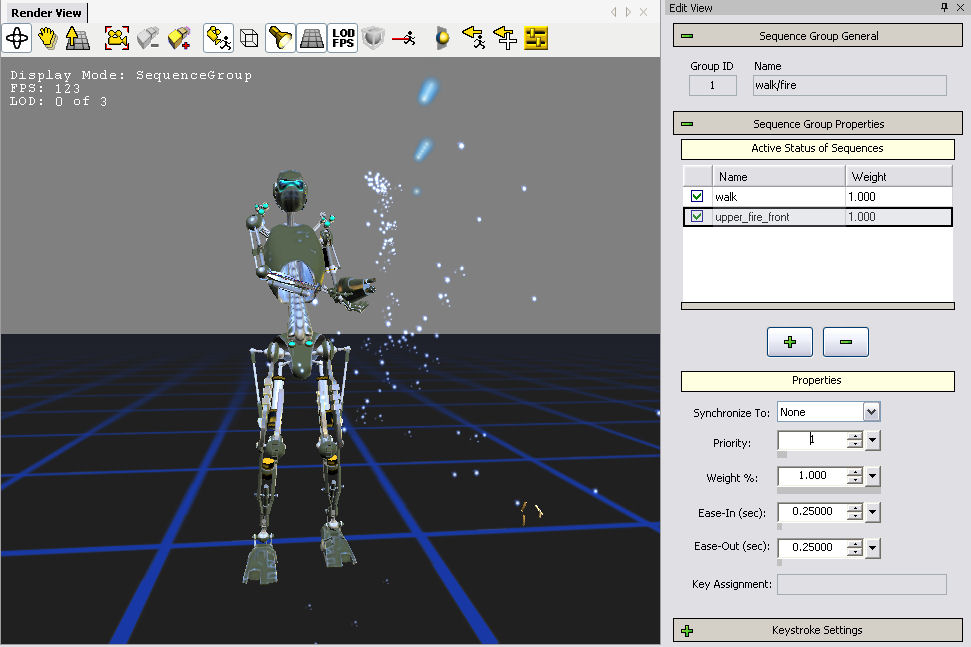 Render View
LOD
FPS
Display Mode: SequenceGroup
FPS: 123
LOD: 0 of 3
Edit View
Sequence Group General
Group ID Name
1 walk/fire
Sequence Group Properties
Active Status of Sequences
Name Weight
walk 1.000
upper_fire_front 1.000
Properties
Synchronize To: None
Priority: 1
Weight %: 1.000
Ease-In (sec): 0.25000
Ease-Out (sec): 0.25000
Key Assignment:
Keystroke Settings